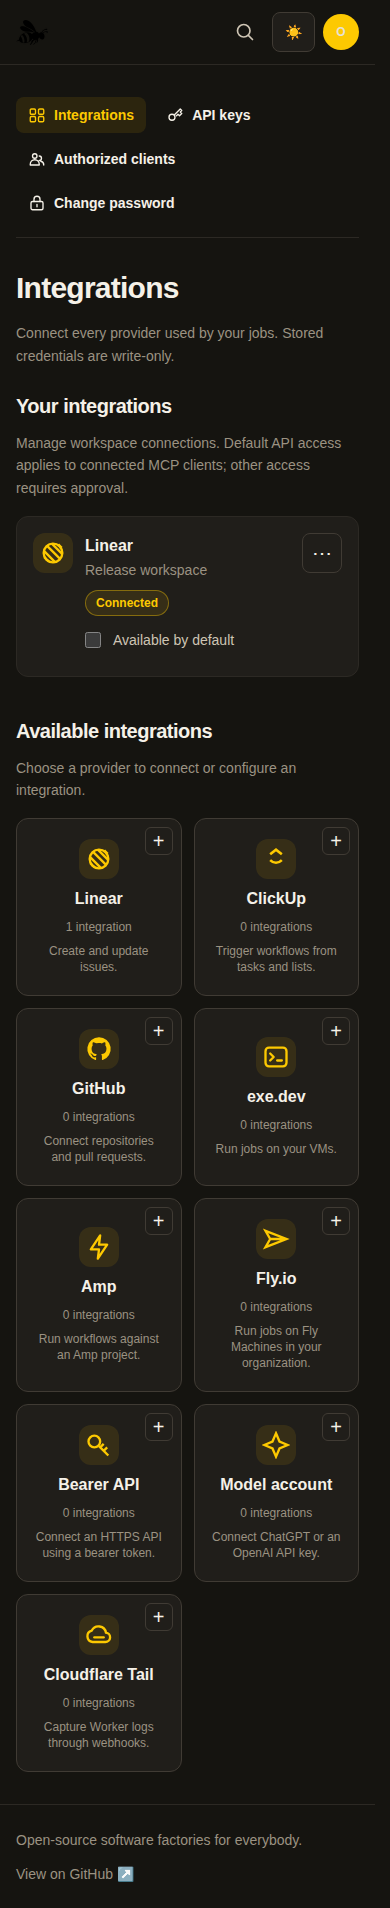 O
Integrations
API keys
Authorized clients
Change password
Integrations
Connect every provider used by your jobs. Stored
credentials are write-only.
Your integrations
Manage workspace connections. Default API access
applies to connected MCP clients; other access
requires approval.
Linear
...
Release workspace
Connected
Available by default
Available integrations
Choose a provider to connect or configure an
integration.
+
Linear
1 integration
Create and update
issues.
+
ClickUp
0 integrations
Trigger workflows from
tasks and lists.
+
GitHub
0 integrations
Connect repositories
and pull requests.
+
exe.dev
0 integrations
Run jobs on your VMs.
+
Amp
0 integrations
Run workflows against
an Amp project.
+
Fly.io
0 integrations
Run jobs on Fly
Machines in your
organization.
+
Bearer API
0 integrations
Connect an HTTPS API
using a bearer token.
+
Model account
0 integrations
Connect ChatGPT or an
OpenAI API key.
+
Cloudflare Tail
0 integrations
Capture Worker logs
through webhooks.
Open-source software factories for everybody.
View on GitHub ↗️